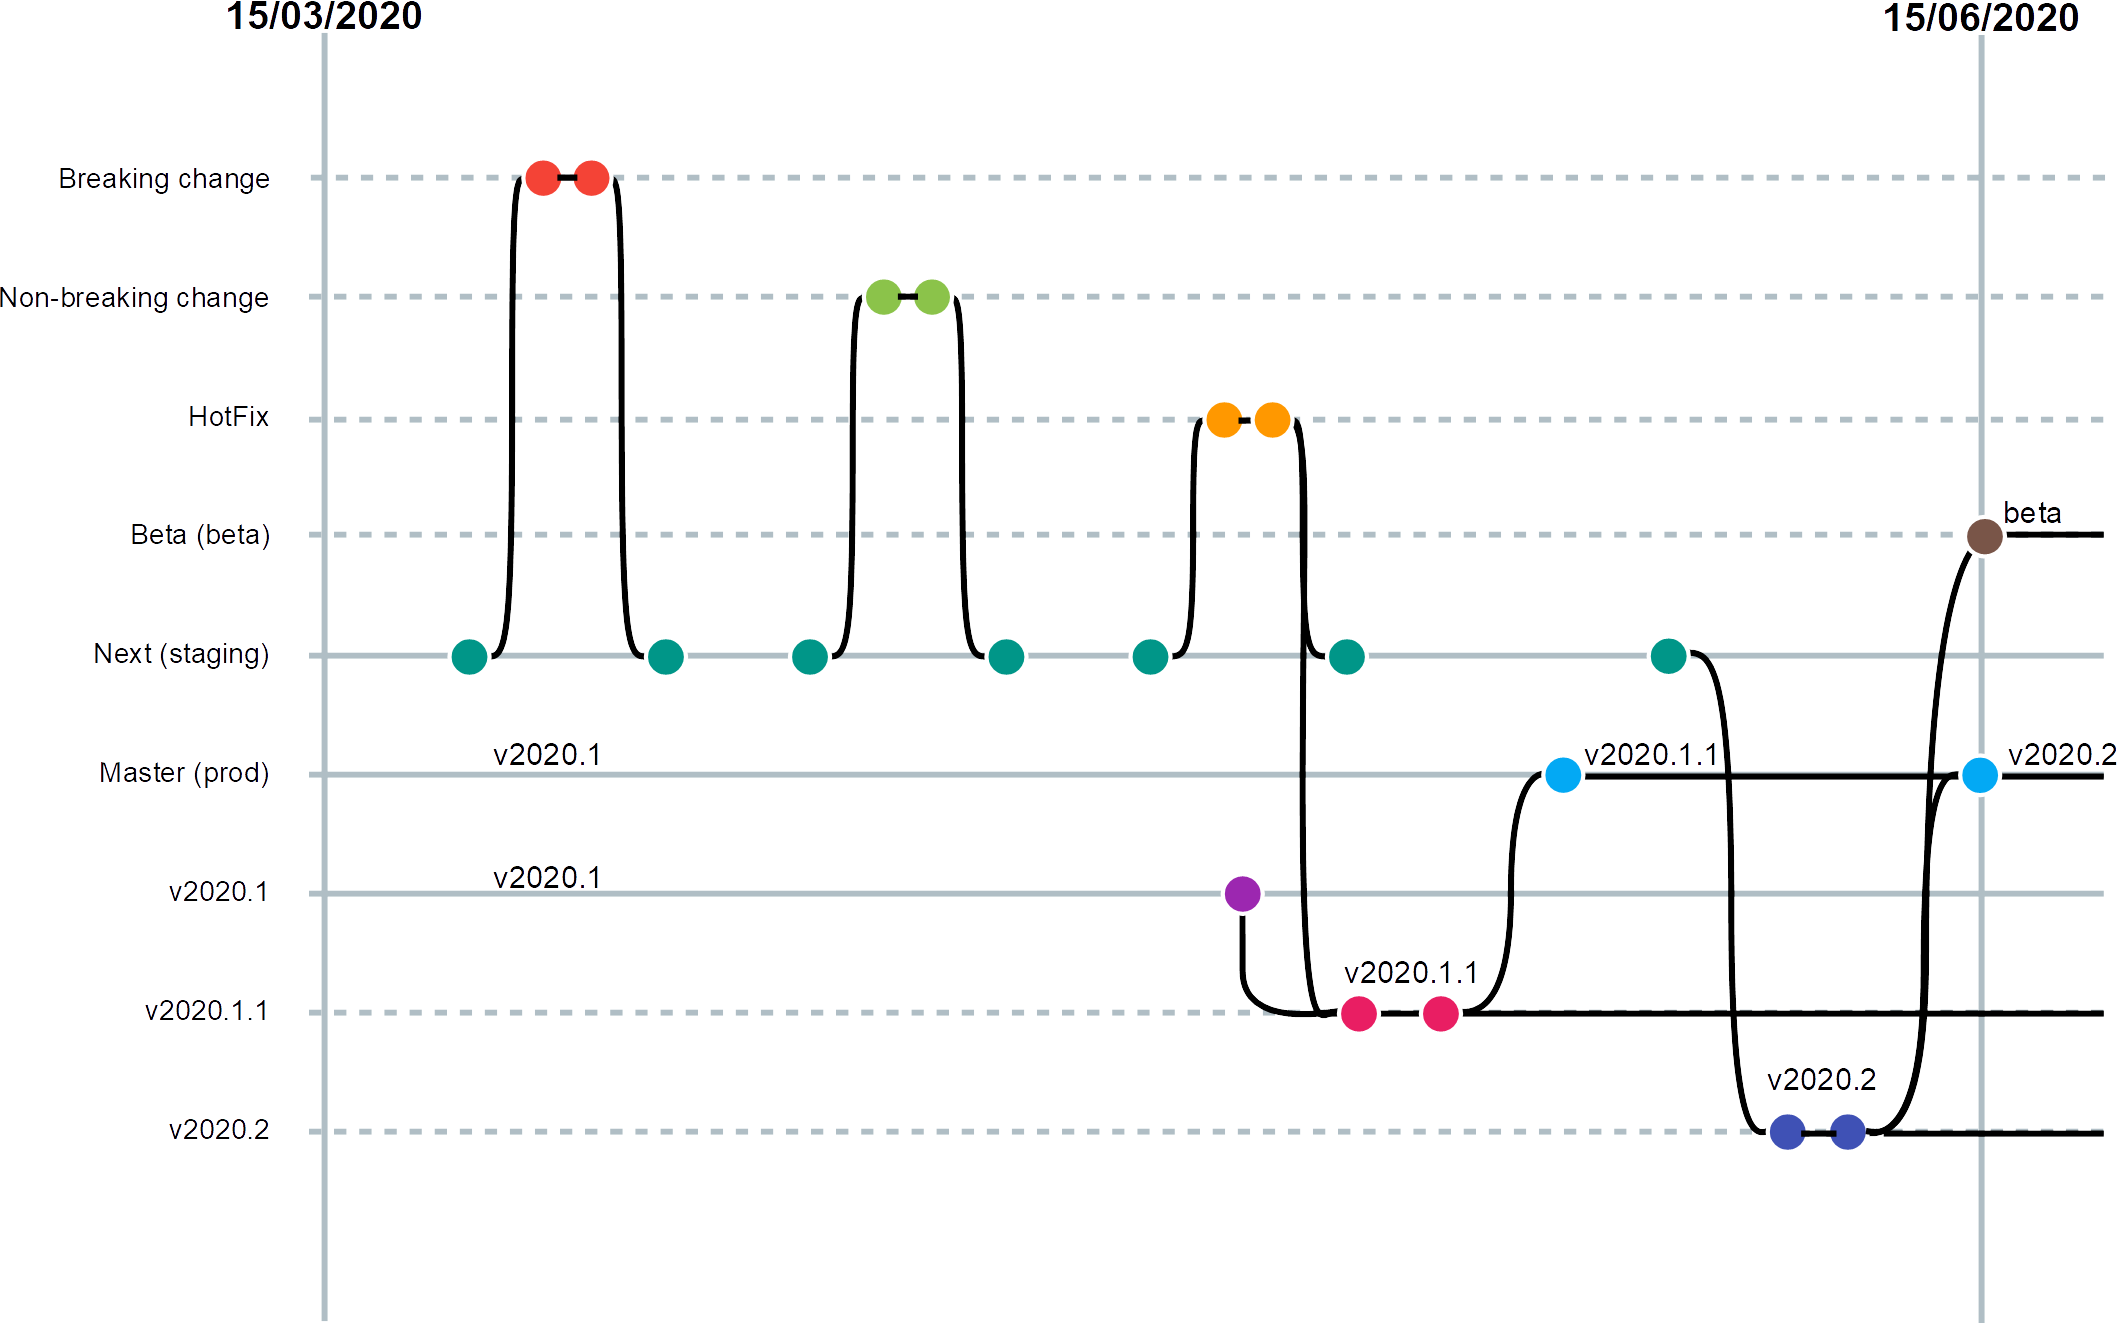 15/03/2020
15/06/2020
Breaking change
Non-breaking change
HotFix
Beta (beta)
beta
Next (staging)
Master (prod)
v2020.1
v2020.1.1
v2020.2
v2020.1
v2020.1
v2020.1.1
v2020.1.1
v2020.2
v2020.2